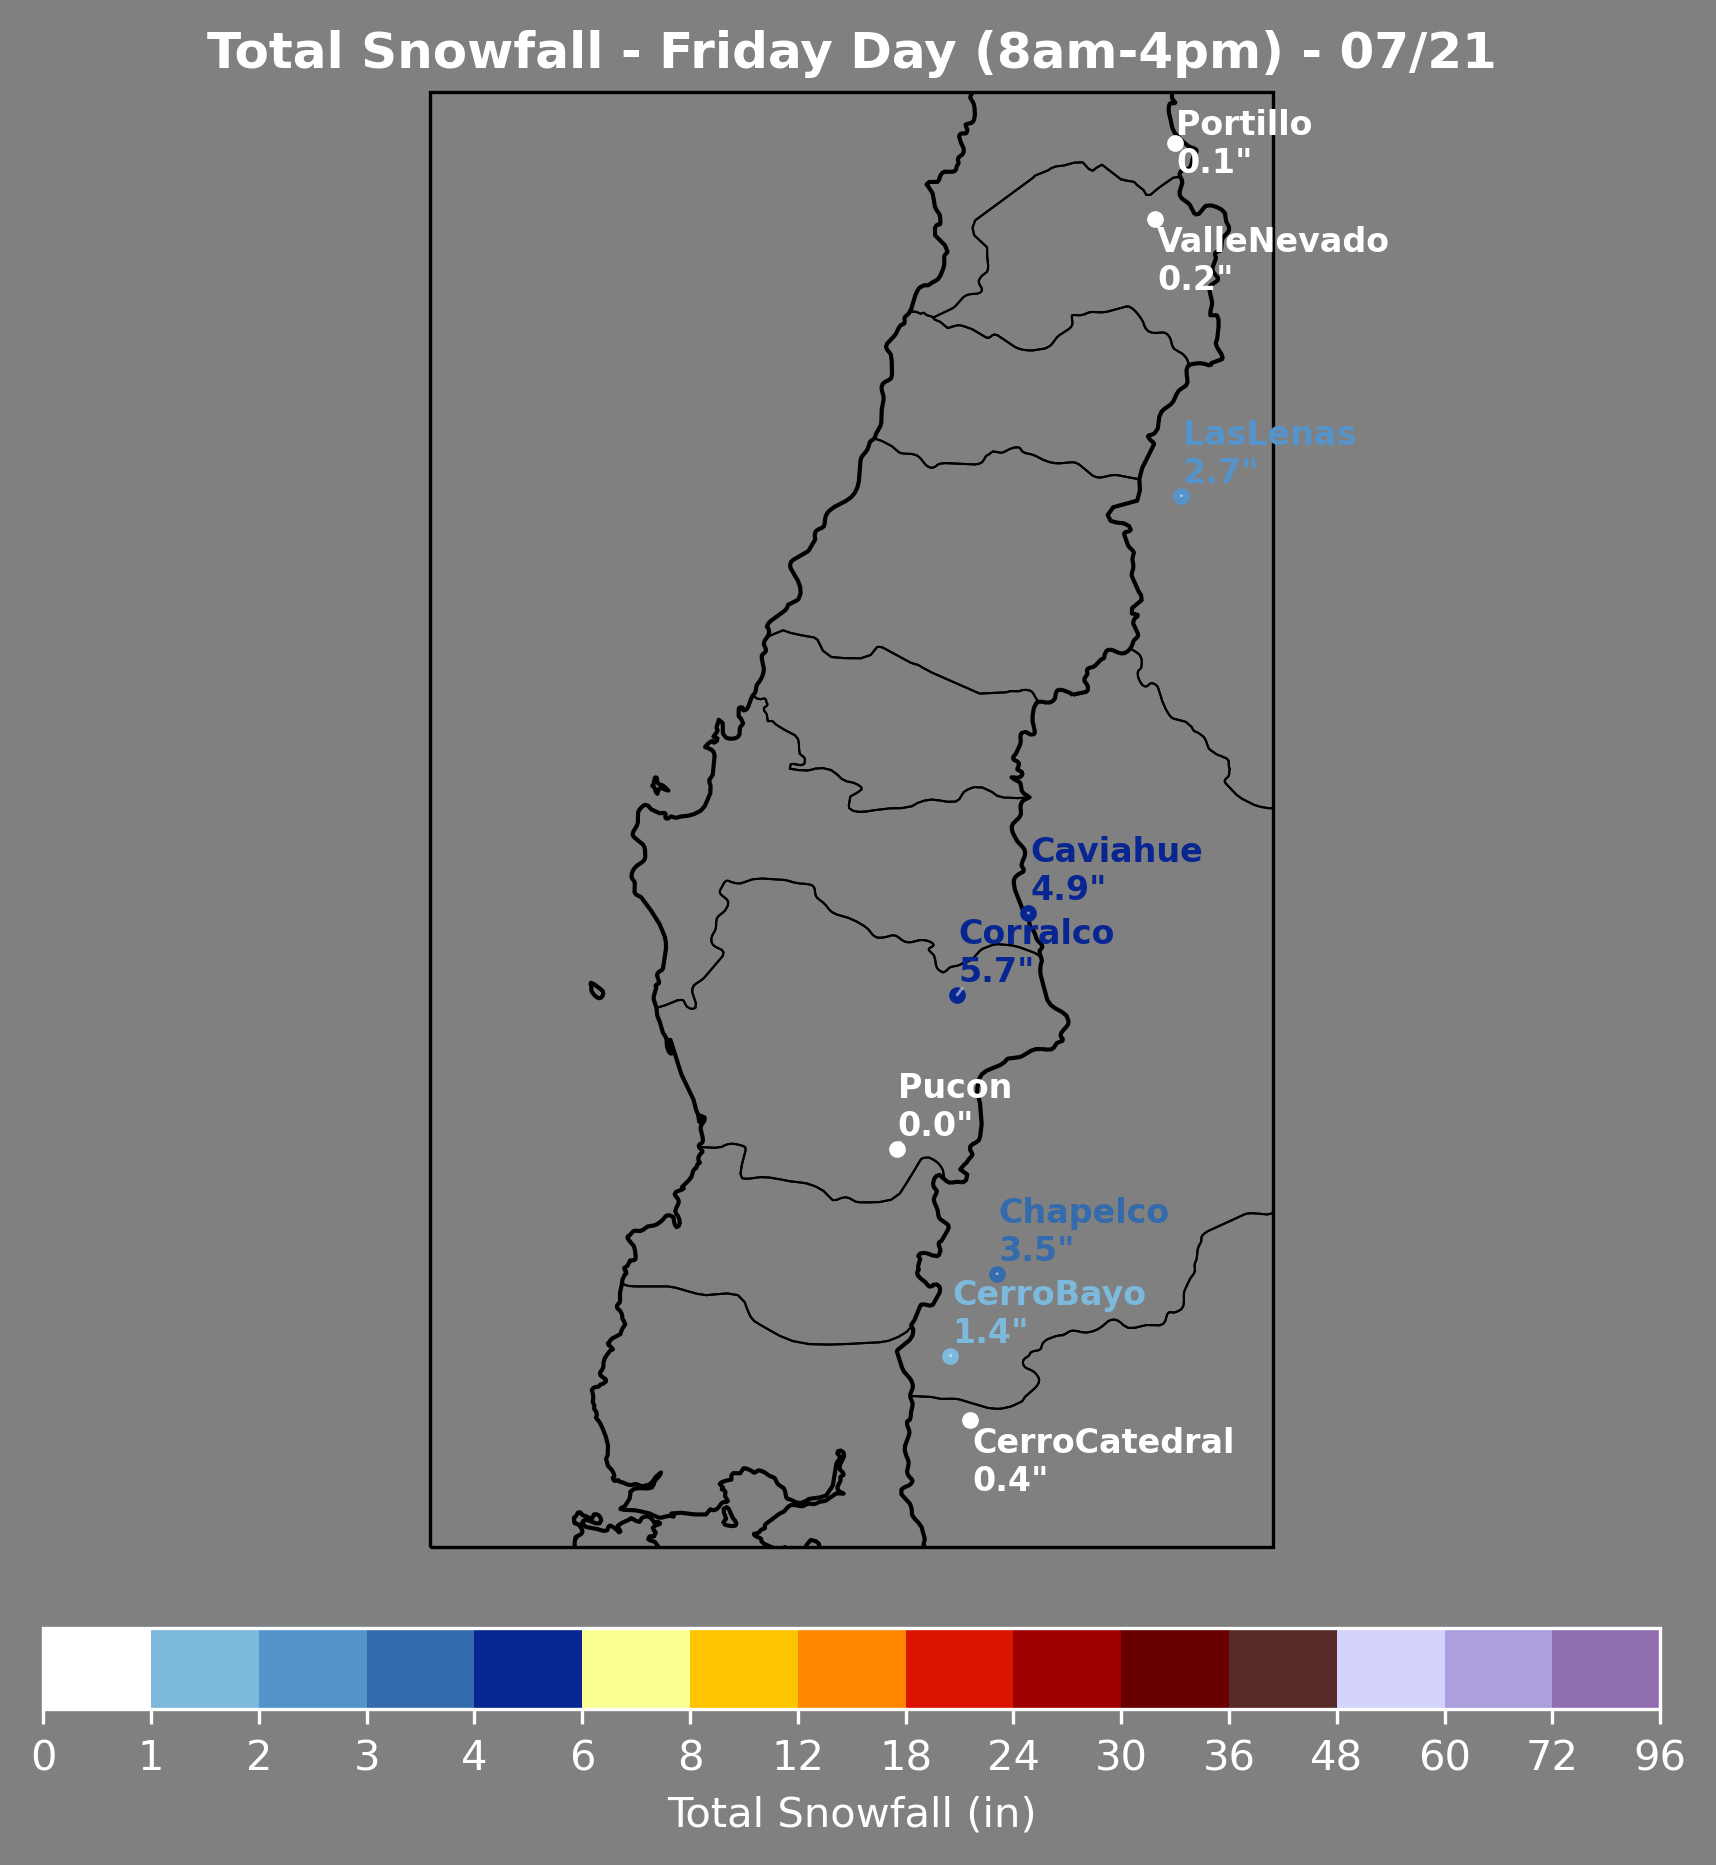 Total Snowfall - Friday Day (8am-4pm) - 07/21
Portillo
0.1"
ValleNevado
0.2"
LasLenas
2.7"
Caviahue
4.9"
Corralco
5.7"
Pucon
0.0"
Chapelco
3.5"
CerroBayo
1.4"
CerroCatedral
0.4"
0 1 2 3 4 6 8 12 18 24 30 36 48 60 72 96
Total Snowfall (in)